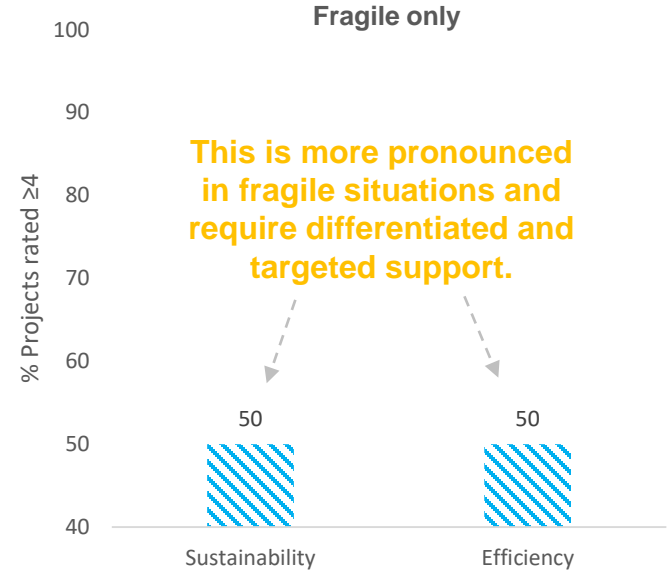 Fragile only
100
90
80
70
60
50
40
% Projects rated ≥4
This is more pronounced
in fragile situations and
require differentiated and
targeted support.
50
50
Sustainability
Efficiency